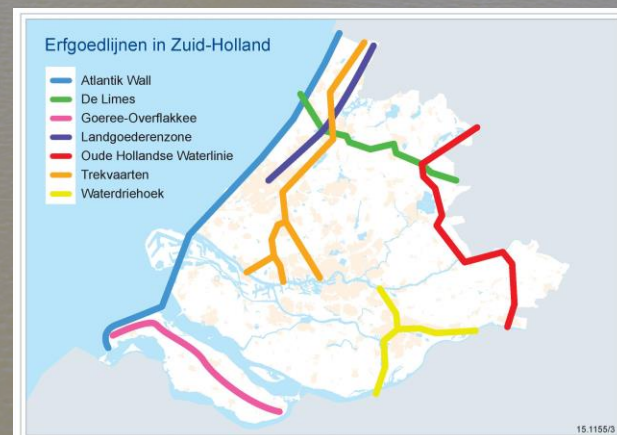 Erfgoedlijnen in Zuid-Holland
Atlantik Wall
De Limes
Goeree-Overflakkee
Landgoederenzone
Oude Hollandse Waterlinie
Trekvaarten
Waterdriehoek
15.1155/3